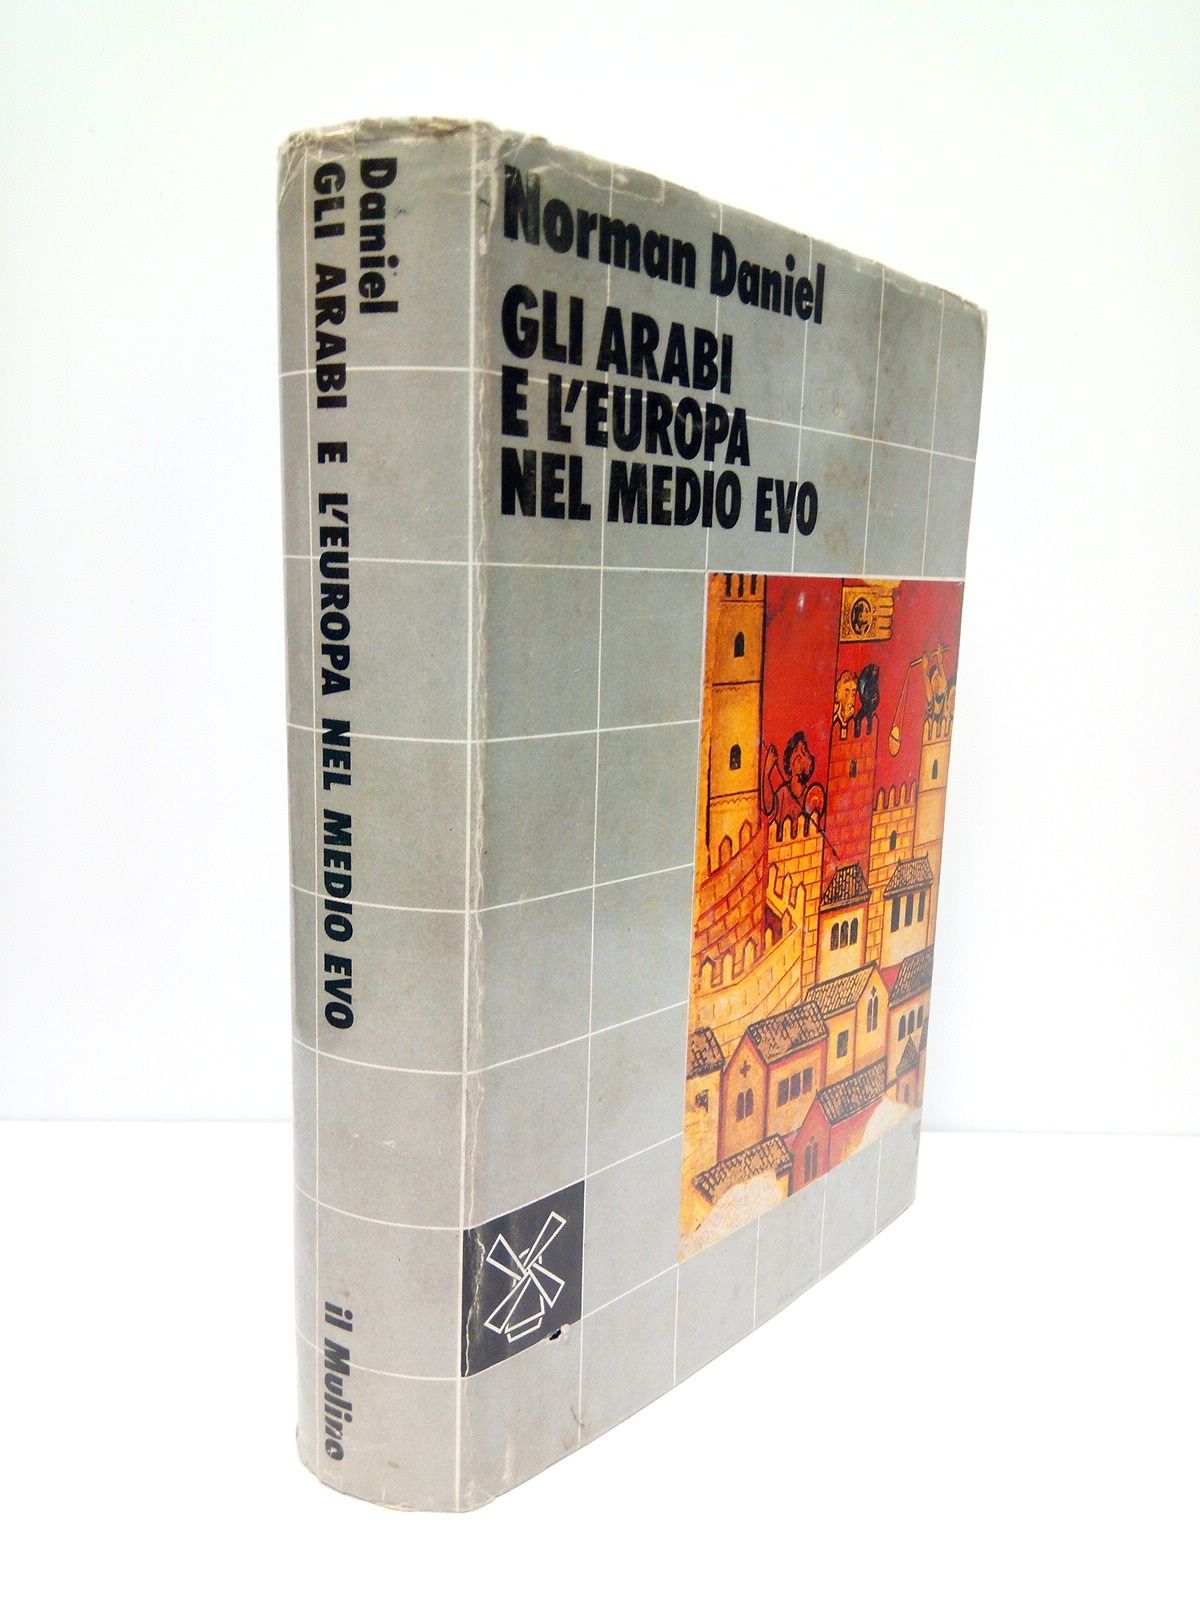 Daniel
GLI ARABI E L'EUROPA NEL MEDIO EVO
il Mulino
Norman Daniel
GLI ARABI
E L'EUROPA
NEL MEDIO EVO